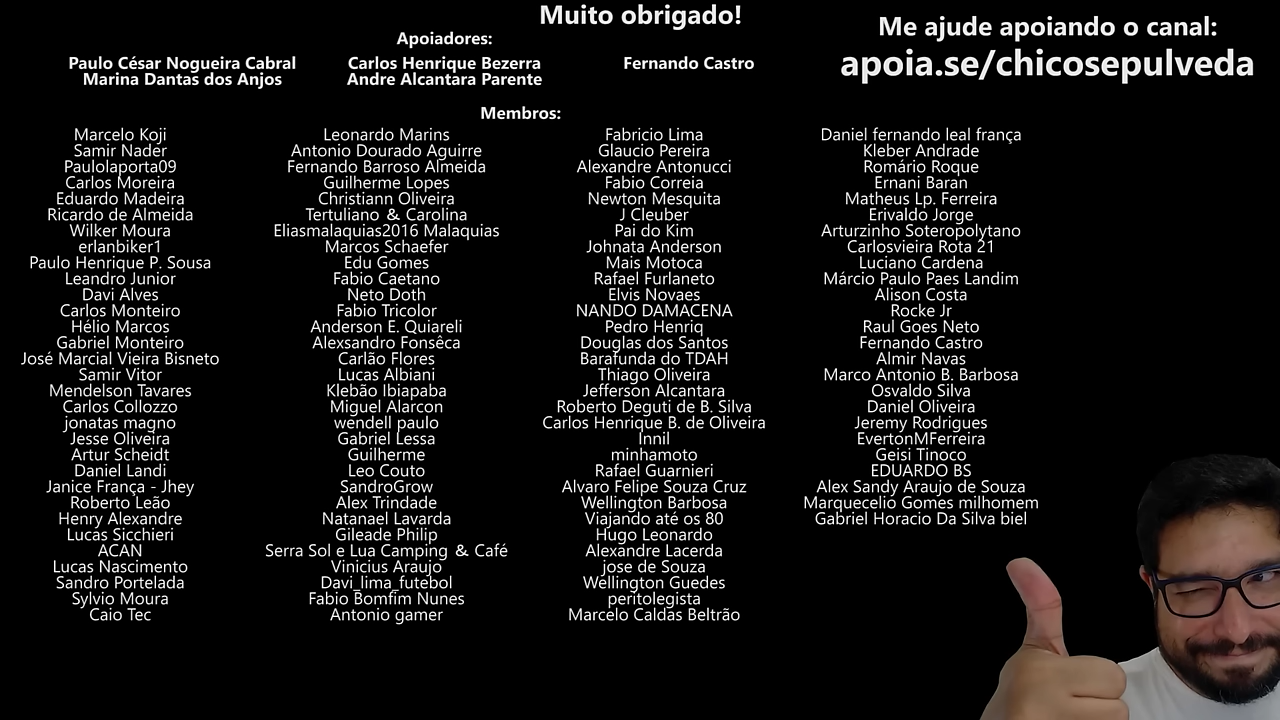 Muito obrigado!
Apoiadores:
Paulo César Nogueira Cabral
Marina Dantas dos Anjos
Carlos Henrique Bezerra
Andre Alcantara Parente
Fernando Castro
Me ajude apoiando o canal:
apoia.se/chicosepulveda
Membros:
Marcelo Koji
Samir Nader
Paulolaporta09
Carlos Moreira
Eduardo Madeira
Ricardo de Almeida
Wilker Moura
erlanbiker1
Paulo Henrique P. Sousa
Leandro Junior
Davi Alves
Carlos Monteiro
Hélio Marcos
Gabriel Monteiro
José Marcial Vieira Bisneto
Samir Vitor
Mendelson Tavares
Carlos Collozzo
jonatas magno
Jesse Oliveira
Artur Scheidt
Daniel Landi
Janice França - Jhey
Roberto Leão
Henry Alexandre
Lucas Sicchieri
ACAN
Lucas Nascimento
Sandro Portelada
Sylvio Moura
Caio Tec
Leonardo Marins
Antonio Dourado Aguirre
Fernando Barroso Almeida
Guilherme Lopes
Christiann Oliveira
Tertuliano & Carolina
Eliasmalaquias2016 Malaquias
Marcos Schaefer
Edu Gomes
Fabio Caetano
Neto Doth
Fabio Tricolor
Anderson E. Quiareli
Alexsandro Fonsêca
Carlão Flores
Lucas Albiani
Klebão Ibiapaba
Miguel Alarcon
wendell paulo
Gabriel Lessa
Guilherme
Leo Couto
SandroGrow
Alex Trindade
Natanael Lavarda
Gileade Philip
Serra Sol e Lua Camping & Café
Vinicius Araujo
Davi_lima_futebol
Fabio Bomfim Nunes
Antonio gamer
Fabricio Lima
Glaucio Pereira
Alexandre Antonucci
Fabio Correia
Newton Mesquita
J Cleuber
Pai do Kim
Johnata Anderson
Mais Motoca
Rafael Furlaneto
Elvis Novaes
NANDO DAMACENA
Pedro Henriq
Douglas dos Santos
Barafunda do TDAH
Thiago Oliveira
Jefferson Alcantara
Roberto Deguti de B. Silva
Carlos Henrique B. de Oliveira
Innil
minhamoto
Rafael Guarnieri
Alvaro Felipe Souza Cruz
Wellington Barbosa
Viajando até os 80
Hugo Leonardo
Alexandre Lacerda
jose de Souza
Wellington Guedes
peritolegista
Marcelo Caldas Beltrão
Daniel fernando leal frança
Kleber Andrade
Romário Roque
Ernani Baran
Matheus Lp. Ferreira
Erivaldo Jorge
Arturzinho Soteropolytano
Carlosvieira Rota 21
Luciano Cardena
Márcio Paulo Paes Landim
Alison Costa
Rocke Jr
Raul Goes Neto
Fernando Castro
Almir Navas
Marco Antonio B. Barbosa
Osvaldo Silva
Daniel Oliveira
Jeremy Rodrigues
EvertonMFerreira
Geisi Tinoco
EDUARDO BS
Alex Sandy Araujo de Souza
Marquecelio Gomes milhomem
Gabriel Horacio Da Silva biel